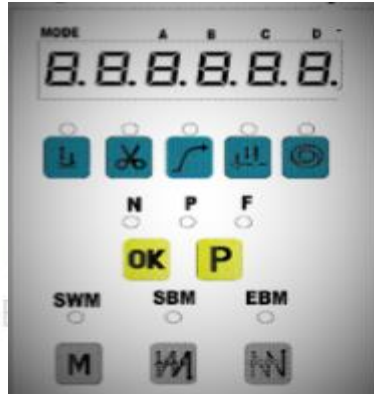 MODE A B C D
8.8.8.8.8.8.
N P F
OK P
SWM SBM EBM
M